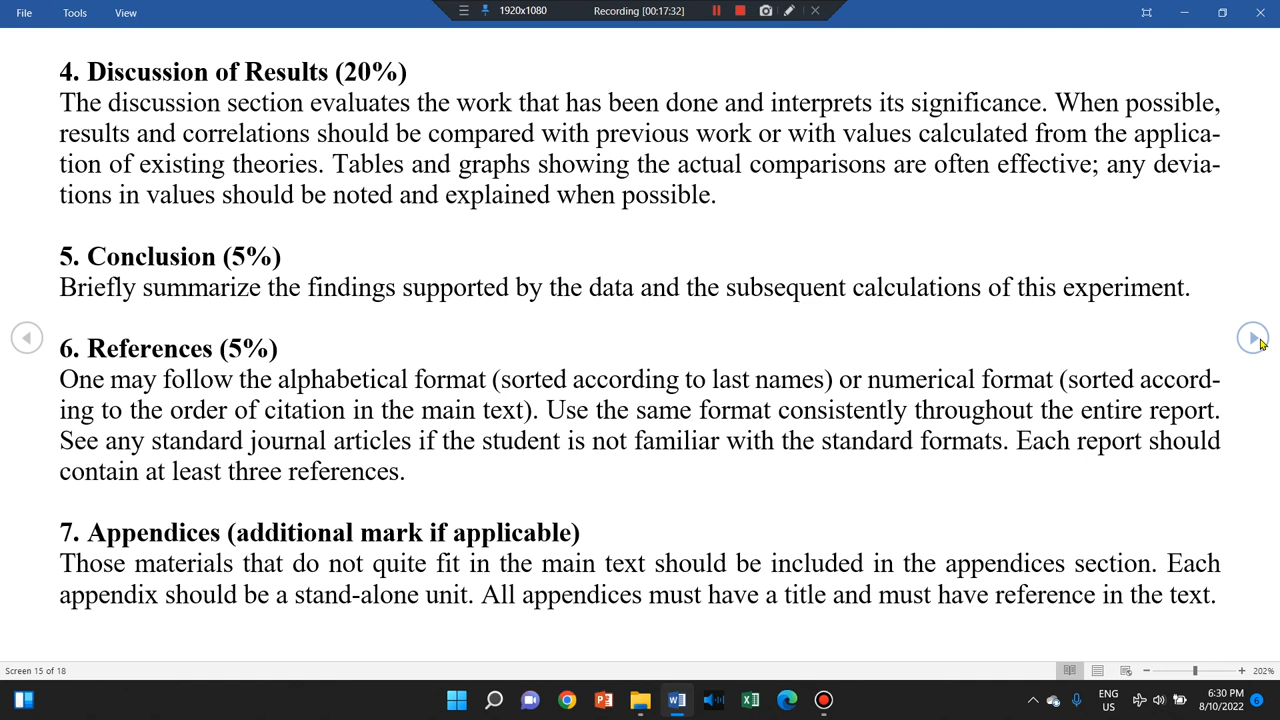 File Tools View 1920x1080 Recording [00:17:32]
4. Discussion of Results (20%)
The discussion section evaluates the work that has been done and interprets its significance. When possible,
results and correlations should be compared with previous work or with values calculated from the applica-
tion of existing theories. Tables and graphs showing the actual comparisons are often effective; any devia-
tions in values should be noted and explained when possible.
5. Conclusion (5%)
Briefly summarize the findings supported by the data and the subsequent calculations of this experiment.
6. References (5%)
One may follow the alphabetical format (sorted according to last names) or numerical format (sorted accord-
ing to the order of citation in the main text). Use the same format consistently throughout the entire report.
See any standard journal articles if the student is not familiar with the standard formats. Each report should
contain at least three references.
7. Appendices (additional mark if applicable)
Those materials that do not quite fit in the main text should be included in the appendices section. Each
appendix should be a stand-alone unit. All appendices must have a title and must have reference in the text.
Screen 15 of 18 202%
ENG 6:30 PM
US 8/10/2022 6